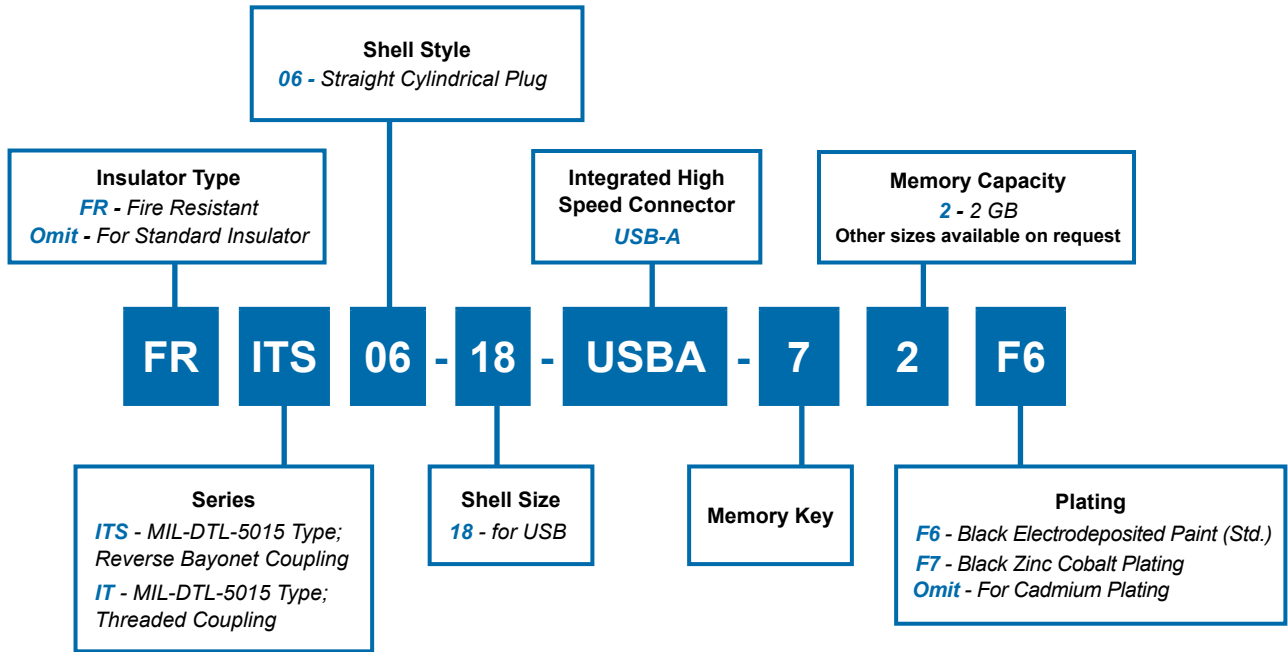 Shell Style
06 - Straight Cylindrical Plug
Insulator Type
FR - Fire Resistant
Omit - For Standard Insulator
Integrated High
Speed Connector
USB-A
Memory Capacity
2 - 2 GB
Other sizes available on request
FR ITS 06 - 18 - USBA - 7 2 F6
Series
ITS - MIL-DTL-5015 Type;
Reverse Bayonet Coupling
IT - MIL-DTL-5015 Type;
Threaded Coupling
Shell Size
18 - for USB
Memory Key
Plating
F6 - Black Electrodeposited Paint (Std.)
F7 - Black Zinc Cobalt Plating
Omit - For Cadmium Plating